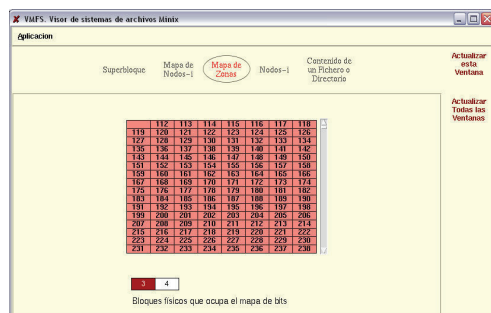 VMFS. Visor de sistemas de archivos Minix
Aplicacion
Superbloque
Mapa de
Nodos-i
Mapa de
Zonas
Nodos-i
Contenido de
un Fichero o
Directorio
Actualizar
esta
Ventana
Actualizar
Todas las
Ventanas
112 113 114 115 116 117 118
119 120 121 122 123 124 125 126
127 128 129 130 131 132 133 134
135 136 137 138 139 140 141 142
143 144 145 146 147 148 149 150
151 152 153 154 155 156 157 158
159 160 161 162 163 164 165 166
167 168 169 170 171 172 173 174
175 176 177 178 179 180 181 182
183 184 185 186 187 188 189 190
191 192 193 194 195 196 197 198
199 200 201 202 203 204 205 206
207 208 209 210 211 212 213 214
215 216 217 218 219 220 221 222
223 224 225 226 227 228 229 230
231 232 233 234 235 236 237 238
3 4
Bloques físicos que ocupa el mapa de bits